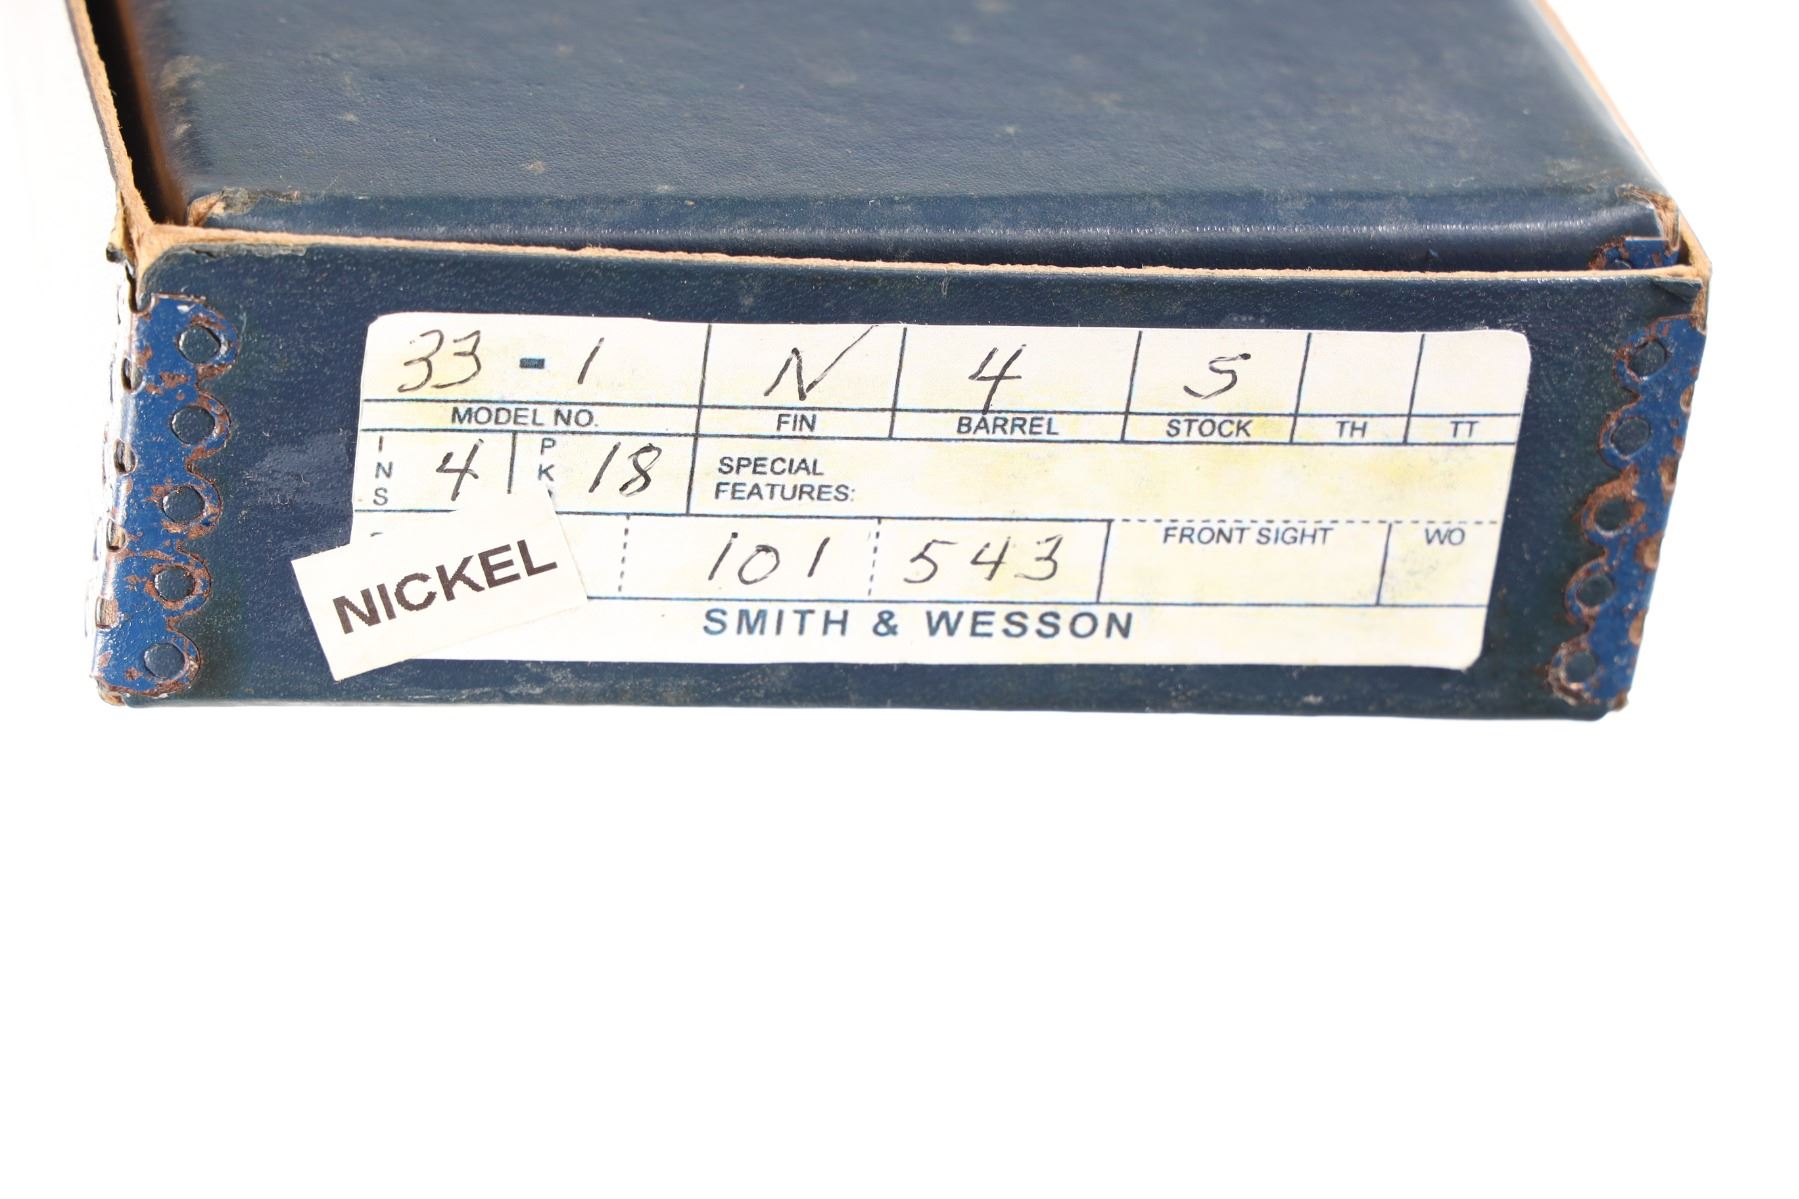 33-1 N 4 S
MODEL NO. FIN BARREL STOCK TH TT
INS 4 PK 18 SPECIAL FEATURES:
101 543 FRONT SIGHT WO
NICKEL
SMITH & WESSON